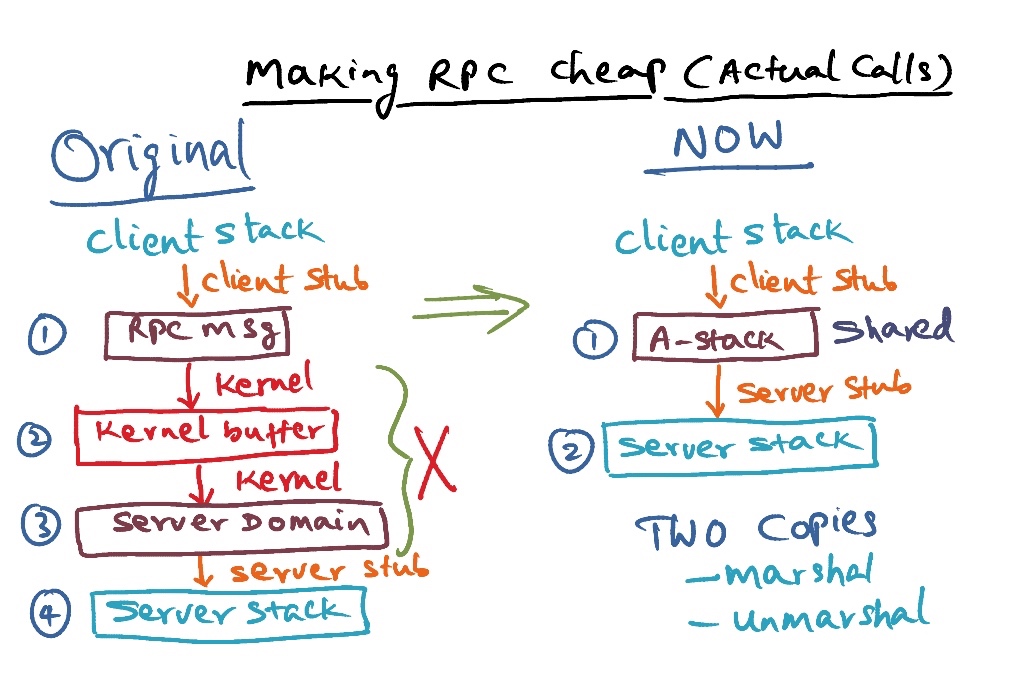 Making RPC cheap (Actual Calls)
Original
client stack
client stub
① RPC msg
Kernel
② Kernel buffer
Kernel
③ Server Domain
server stub
④ Server Stack
X
NOW
client stack
client stub
① A-stack shared
server stub
② Server stack
TWO Copies
- marshal
- unmarshal